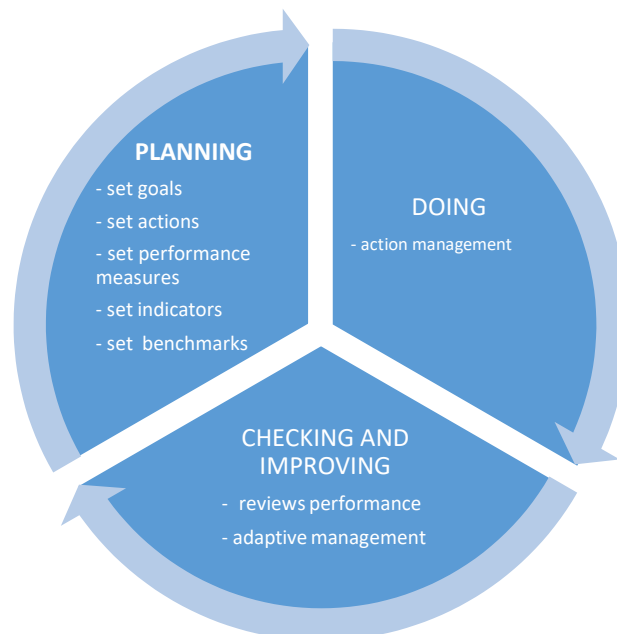 PLANNING
- set goals
- set actions
- set performance
measures
- set indicators
- set benchmarks
DOING
- action management
CHECKING AND
IMPROVING
- reviews performance
- adaptive management